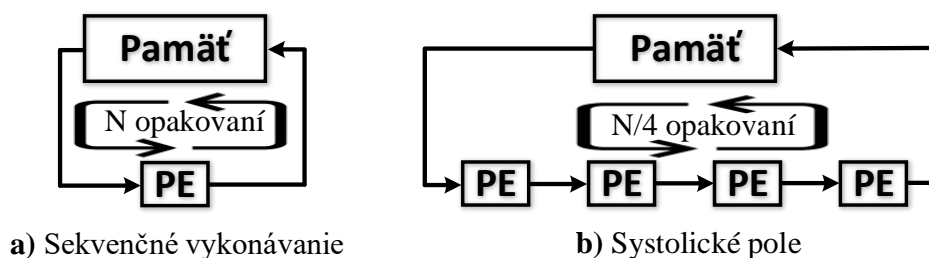 Pamäť
N opakovaní
PE
a) Sekvenčné vykonávanie
Pamäť
N/4 opakovaní
PE PE PE PE
b) Systolické pole